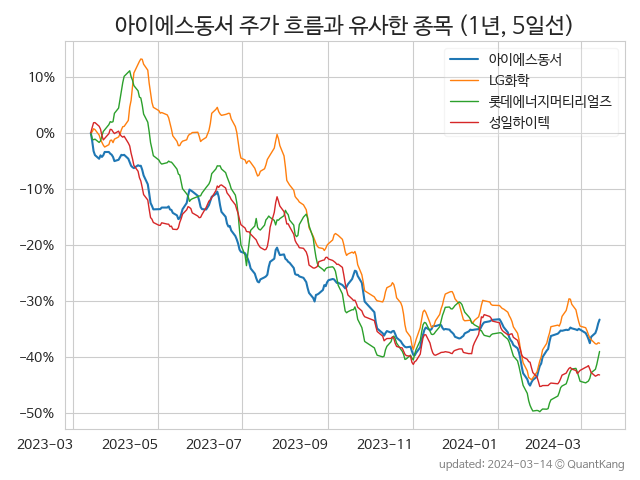 아이에스동서 주가 흐름과 유사한 종목 (1년, 5일선)
아이에스동서
LG화학
롯데에너지머티리얼즈
성일하이텍
10%
0%
−10%
−20%
−30%
−40%
−50%
2023-03
2023-05
2023-07
2023-09
2023-11
2024-01
2024-03
updated: 2024-03-14 © QuantKang